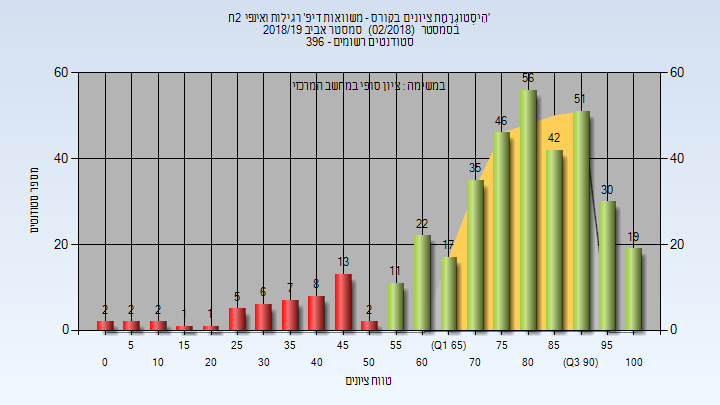 היסטוגרמת ציונים בקורס - משוואות דיפ' רגילות ואינפי 2ח'
בסמסטר (02/2018) סמסטר אביב 2018/19
סטודנטים רשומים - 396
במשימה : ציון סופי במחשב המרכזי
מספר סטודנטים
60 60
40 40
20 20
0 0
2 2 2 1 1 5 6 7 8 13 2 11 22 17 35 46 56 42 51 30 19
5 15 25 35 45 55 (Q1 65) 75 85 95
0 10 20 30 40 50 60 70 80 (Q3 90) 100
טווח ציונים